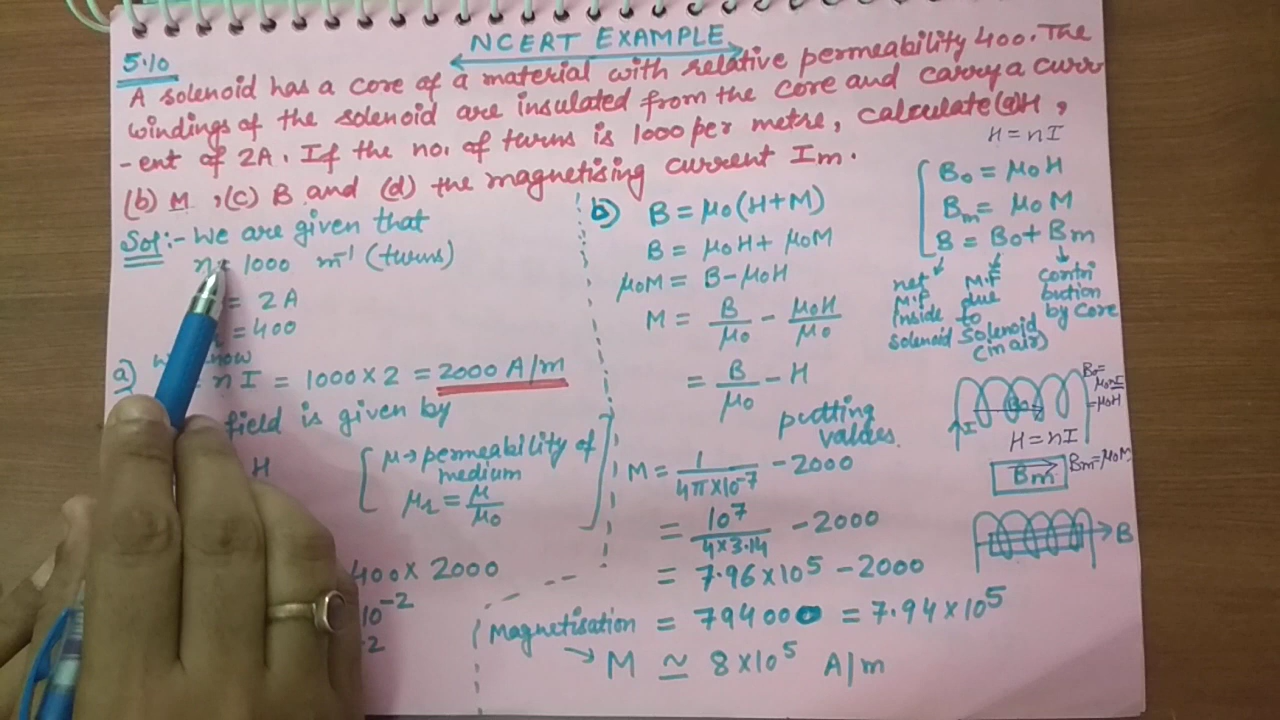 NCERT EXAMPLE
5.10
A solenoid has a core of a material with relative permeability 400. The
windings of the solenoid are insulated from the core and carry a curr
-ent of 2A. If the no. of turns is 1000 per metre, calculate (a) H,
(b) M, (c) B and (d) the magnetising current Im.
Sol:- We are given that
n = 1000 m⁻¹ (turns)
= 2A
= 400
a)
nI = 1000×2 = 2000 A/m
field is given by
H
[μ→permeability of
medium
μr = μ/μ₀ ]
400 × 2000
10⁻²
b) B = μ₀(H+M)
B = μ₀H + μ₀M
μ₀M = B-μ₀H
M = B/μ₀ - μ₀H/μ₀
= B/μ₀ - H
putting
values.
M = 1/4π×10⁻⁷ - 2000
= 10⁷/4×3.14 - 2000
= 7.96×10⁵ - 2000
Magnetisation = 794000 = 7.94×10⁵
→ M ≃ 8×10⁵ A/m
H = nI
B₀ = μ₀H
Bm = μ₀M
B = B₀ + Bm
net M.F inside solenoid
M.F due to solenoid (in air)
contribution by core
B₀=
μ₀nI
=μ₀H
B₀
I
H = nI
Bm
Bm=μ₀M
B